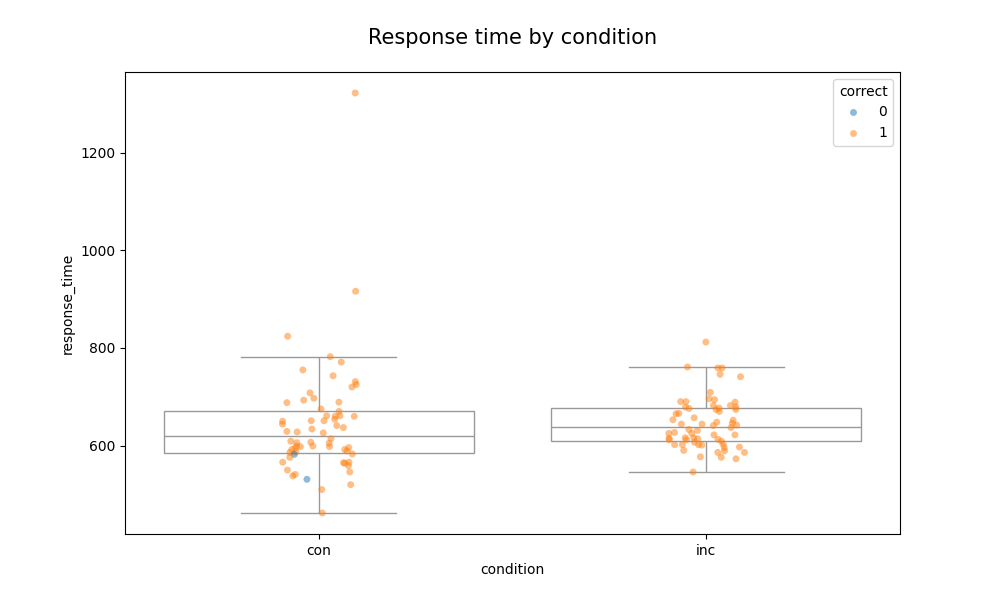 Response time by condition
correct
0
1
1200
1000
800
600
response_time
con
inc
condition